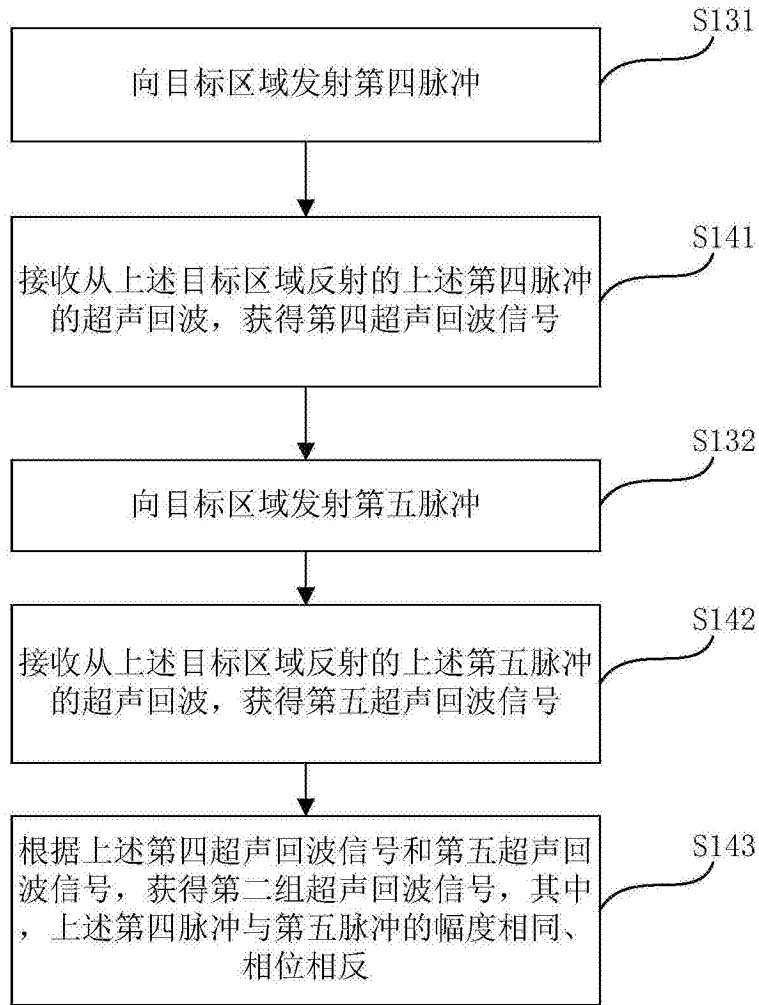 S131
向目标区域发射第四脉冲
S141
接收从上述目标区域反射的上述第四脉冲
的超声回波，获得第四超声回波信号
S132
向目标区域发射第五脉冲
S142
接收从上述目标区域反射的上述第五脉冲
的超声回波，获得第五超声回波信号
S143
根据上述第四超声回波信号和第五超声回
波信号，获得第二组超声回波信号，其中
，上述第四脉冲与第五脉冲的幅度相同、
相位相反